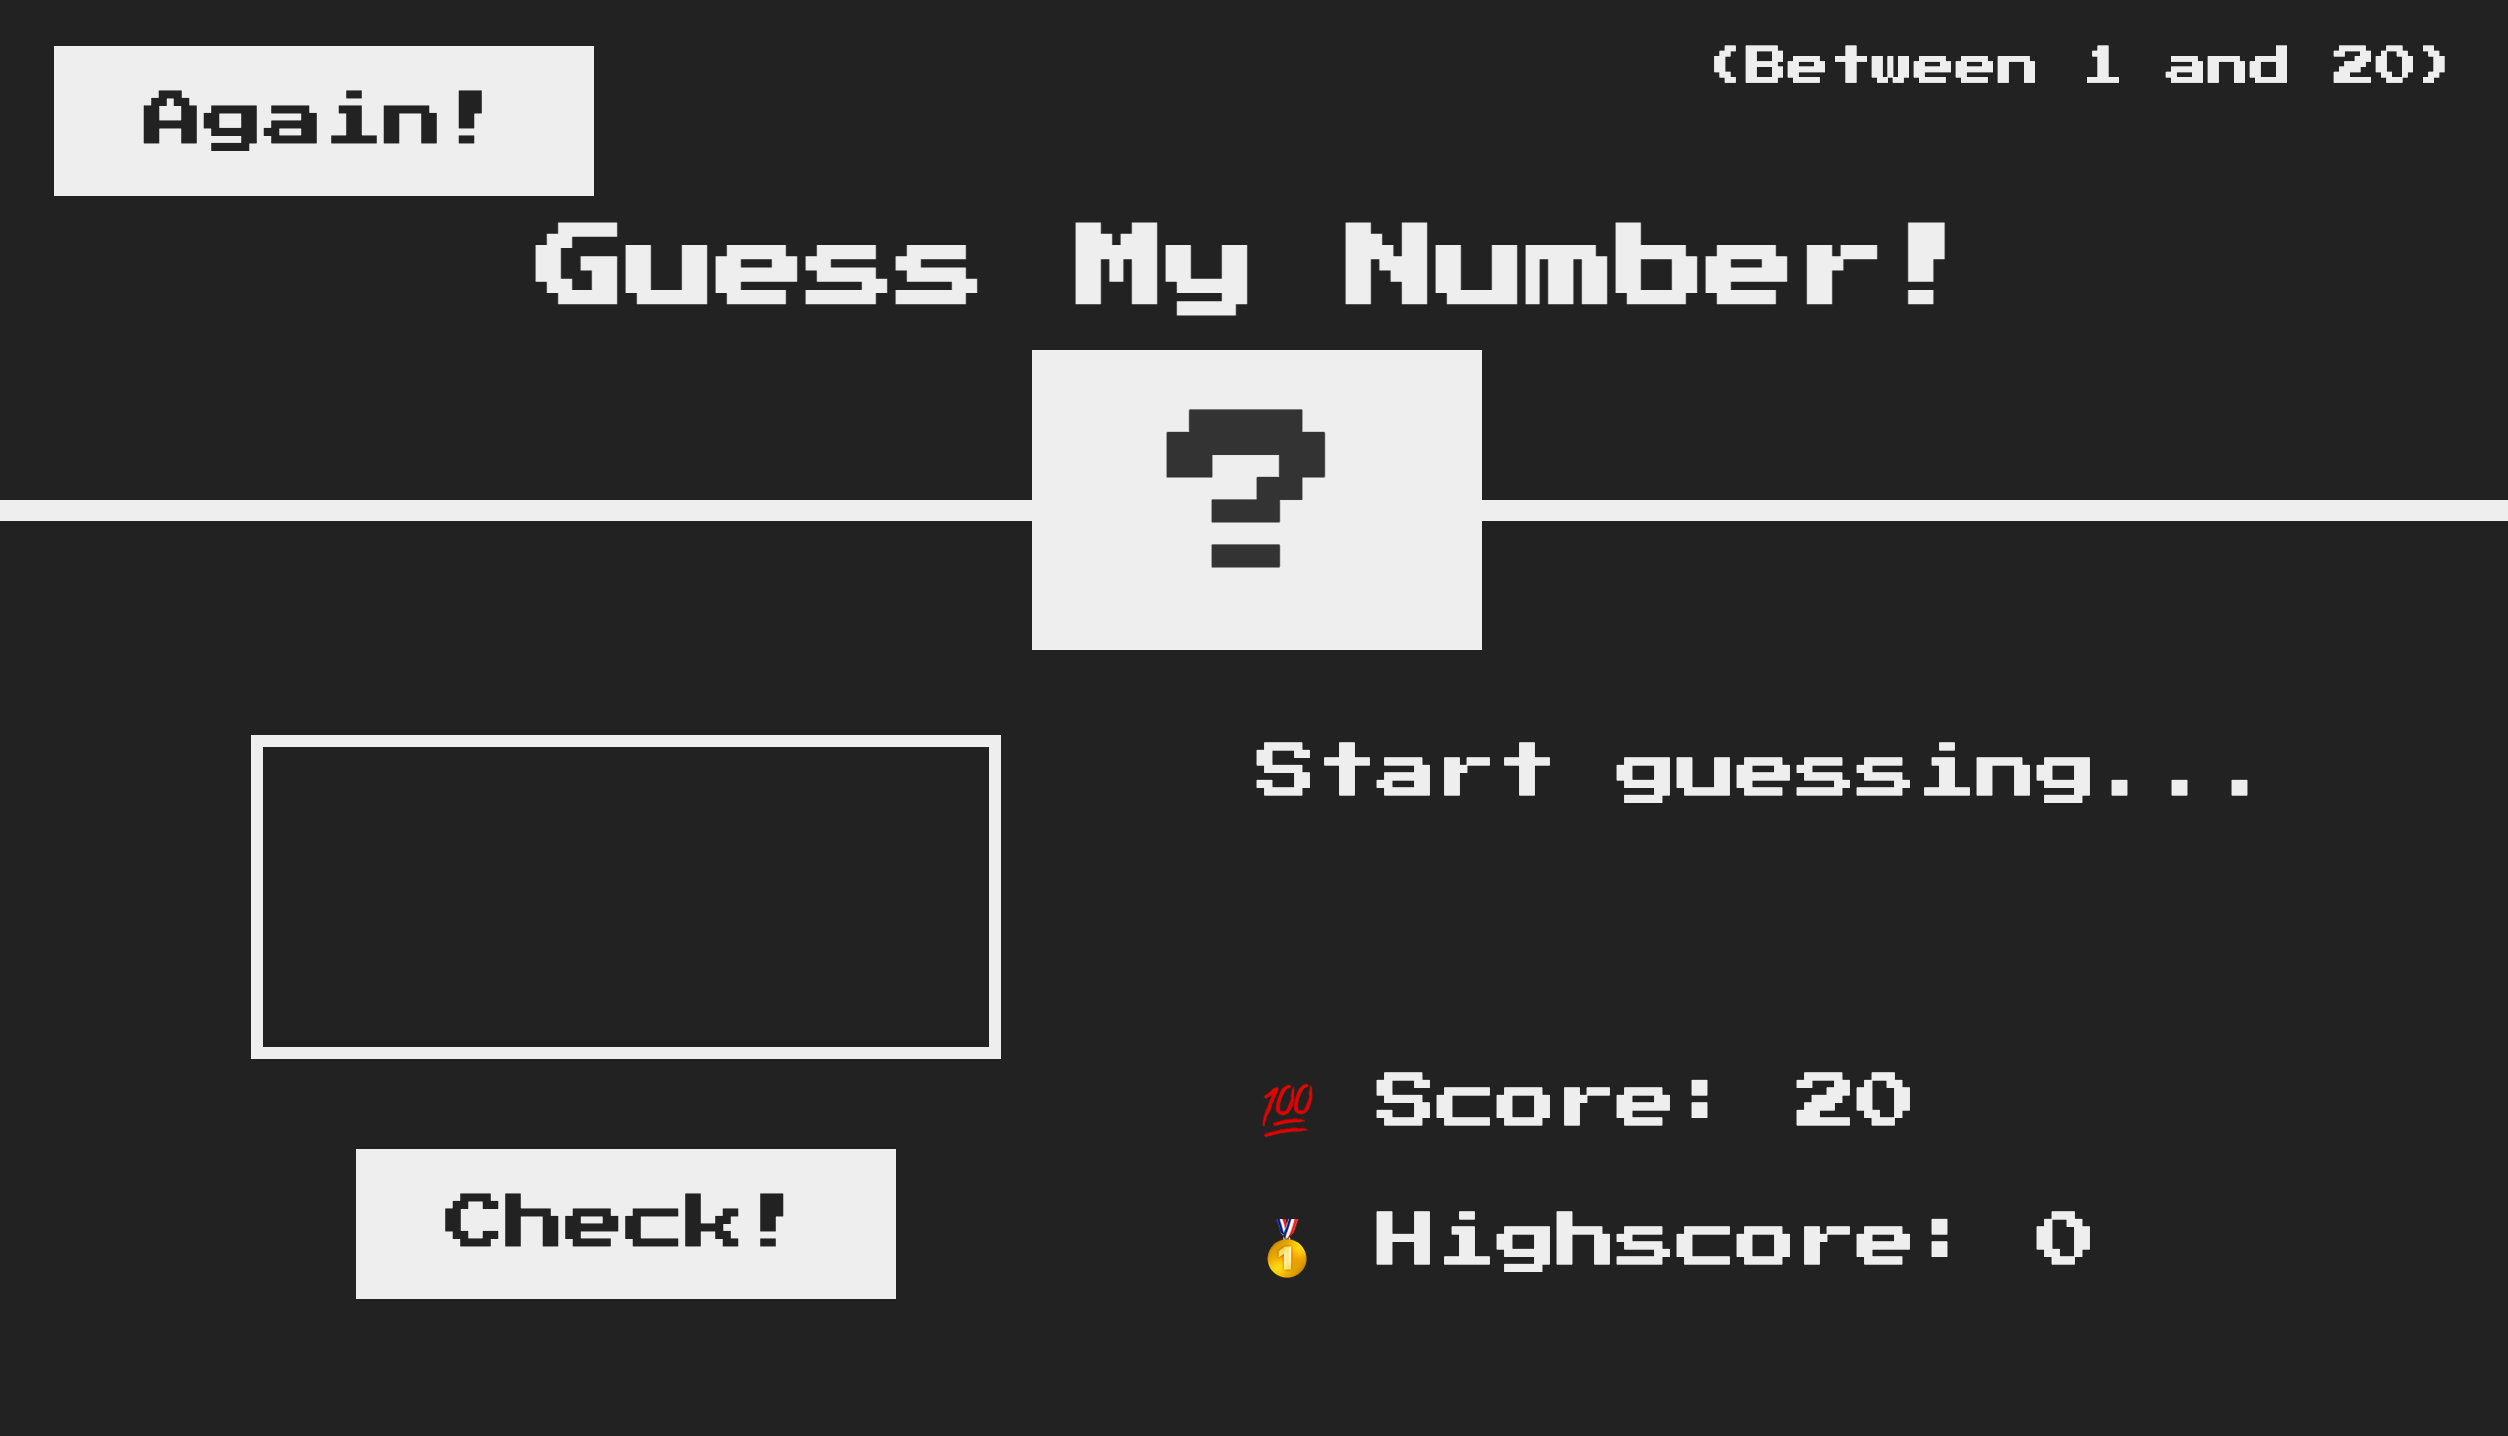 Again!
(Between 1 and 20)
Guess My Number!
?
Start guessing...
💯 Score: 20
🥇 Highscore: 0
Check!